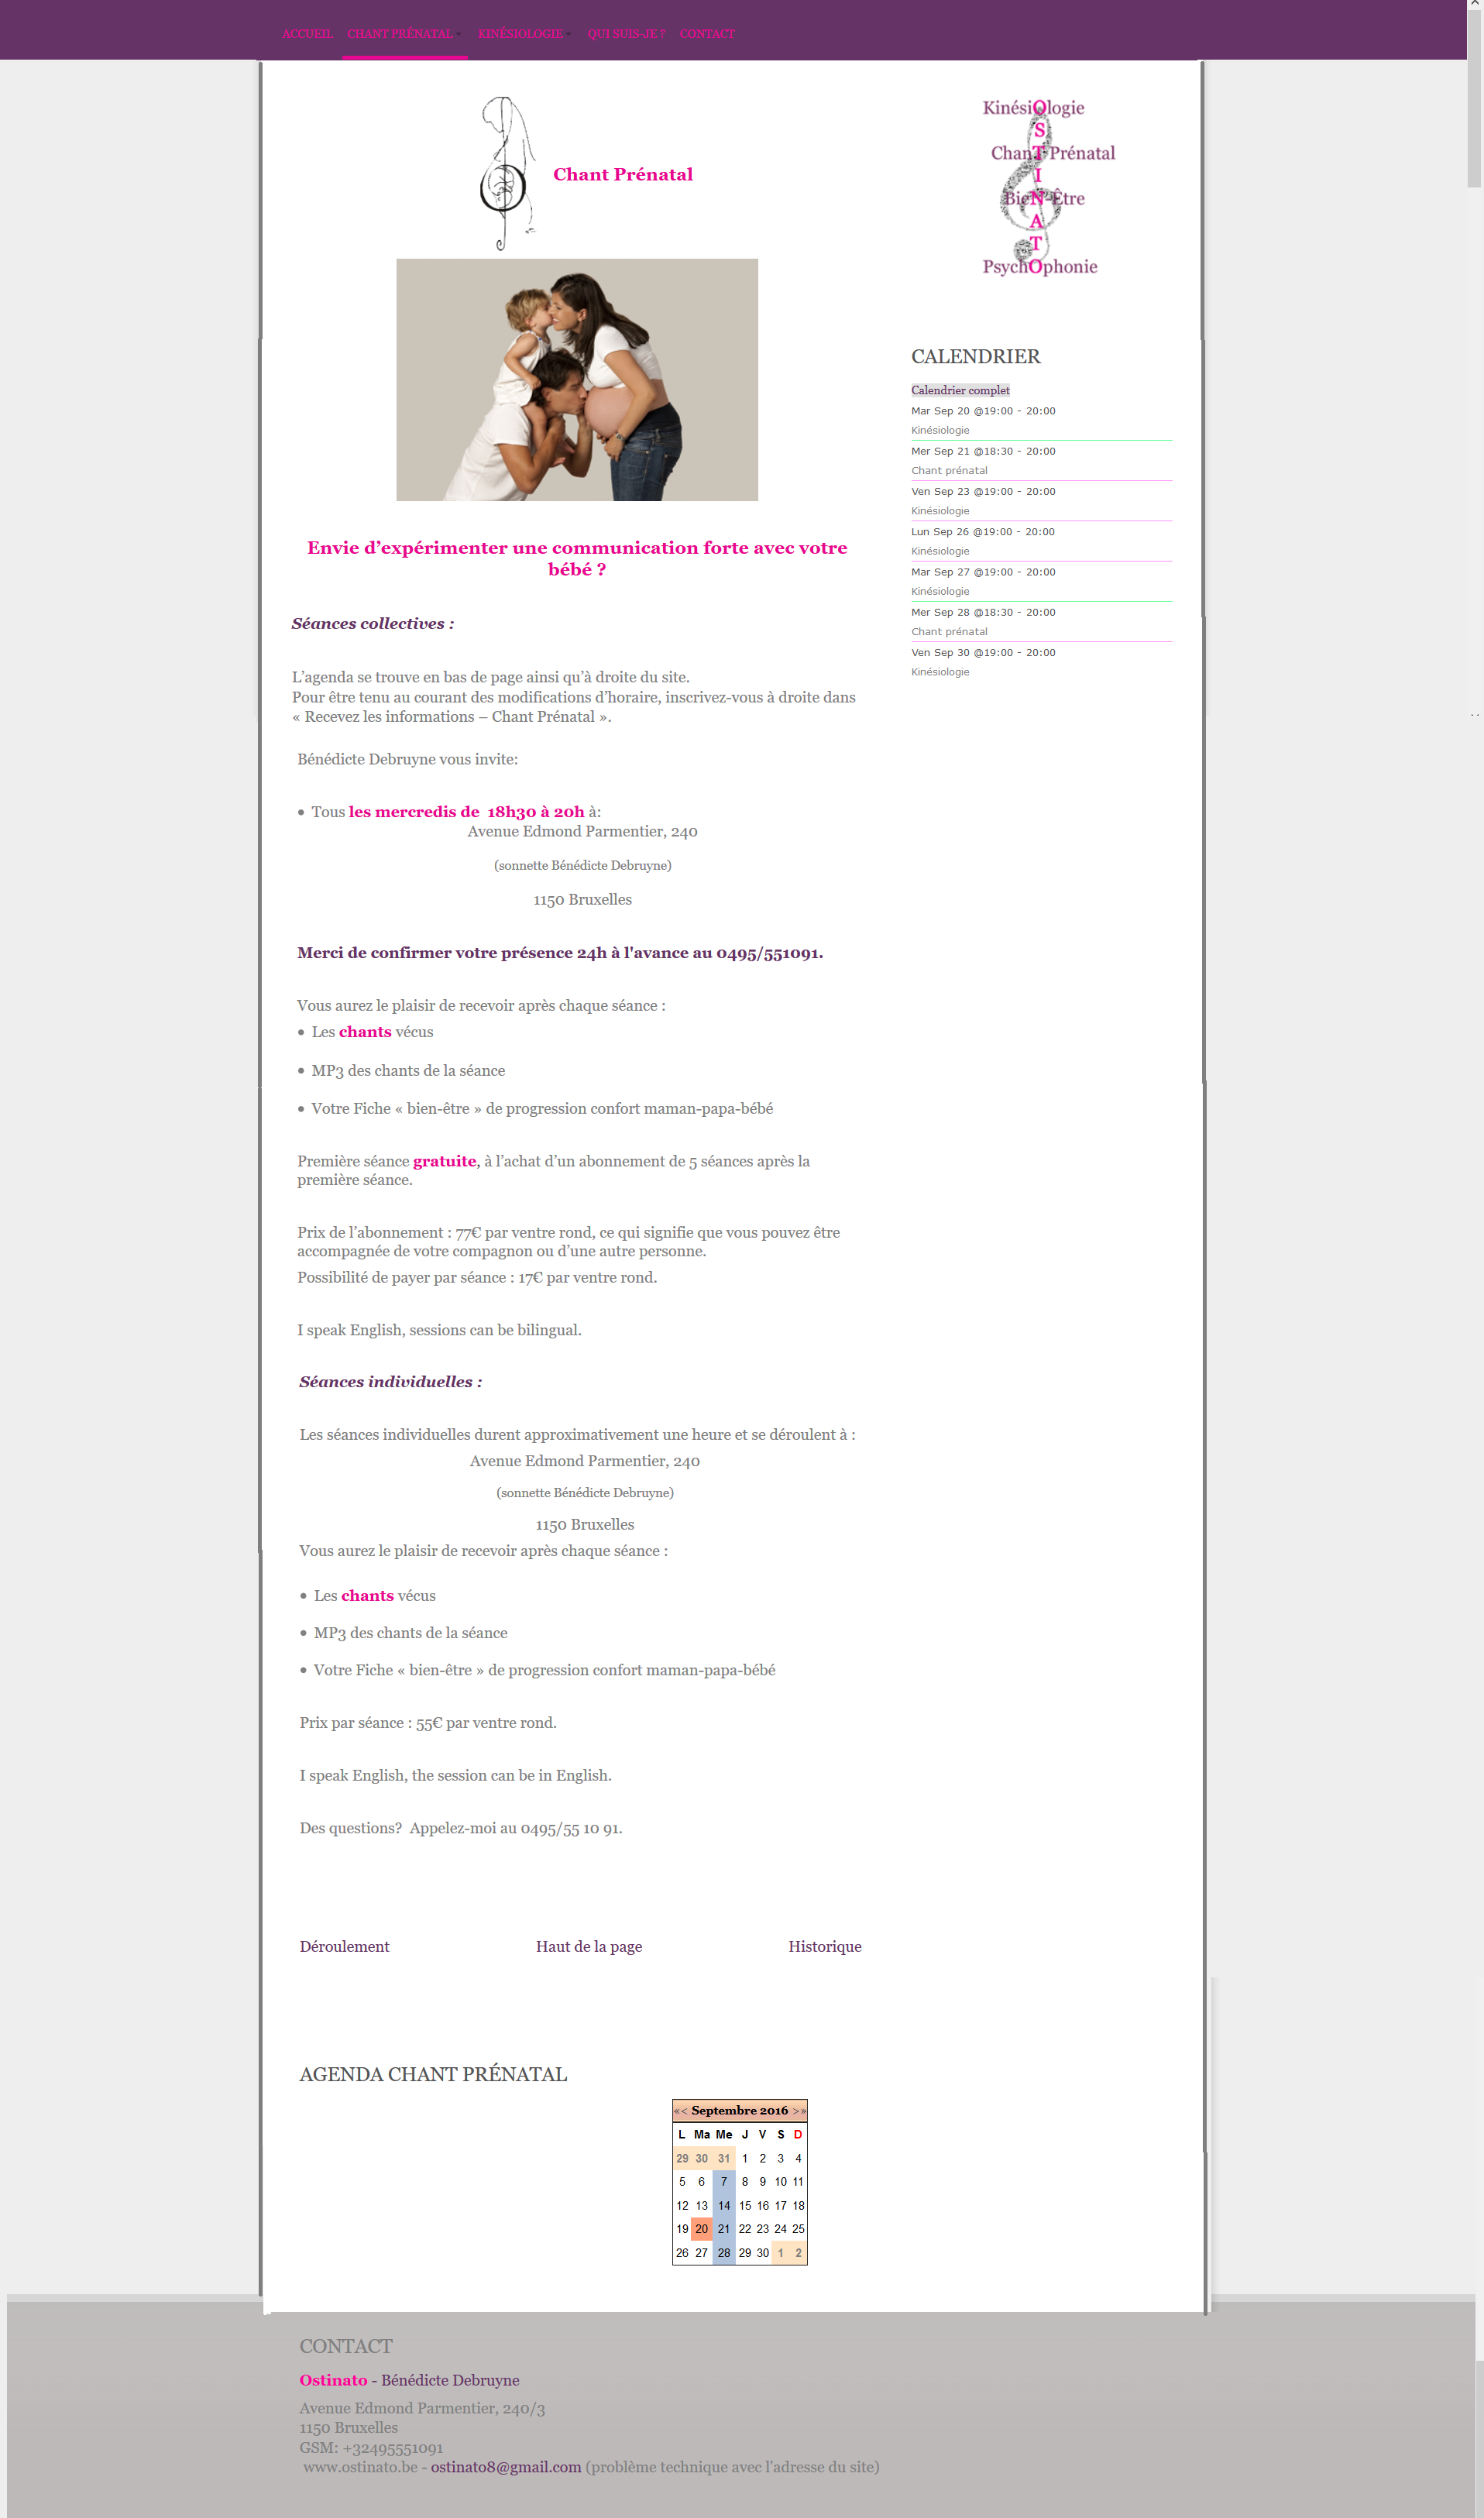 ACCUEIL CHANT PRÉNATAL KINÉSIOLOGIE QUI SUIS-JE ? CONTACT
Chant Prénatal
Envie d’expérimenter une communication forte avec votre
bébé ?
Séances collectives :
L’agenda se trouve en bas de page ainsi qu’à droite du site.
Pour être tenu au courant des modifications d’horaire, inscrivez-vous à droite dans
« Recevez les informations – Chant Prénatal ».
Bénédicte Debruyne vous invite:
• Tous les mercredis de 18h30 à 20h à:
Avenue Edmond Parmentier, 240
(sonnette Bénédicte Debruyne)
1150 Bruxelles
Merci de confirmer votre présence 24h à l'avance au 0495/551091.
Vous aurez le plaisir de recevoir après chaque séance :
• Les chants vécus
• MP3 des chants de la séance
• Votre Fiche « bien-être » de progression confort maman-papa-bébé
Première séance gratuite, à l’achat d’un abonnement de 5 séances après la
première séance.
Prix de l’abonnement : 77€ par ventre rond, ce qui signifie que vous pouvez être
accompagnée de votre compagnon ou d’une autre personne.
Possibilité de payer par séance : 17€ par ventre rond.
I speak English, sessions can be bilingual.
Séances individuelles :
Les séances individuelles durent approximativement une heure et se déroulent à :
Avenue Edmond Parmentier, 240
(sonnette Bénédicte Debruyne)
1150 Bruxelles
Vous aurez le plaisir de recevoir après chaque séance :
• Les chants vécus
• MP3 des chants de la séance
• Votre Fiche « bien-être » de progression confort maman-papa-bébé
Prix par séance : 55€ par ventre rond.
I speak English, the session can be in English.
Des questions? Appelez-moi au 0495/55 10 91.
Déroulement Haut de la page Historique
KinésiOlogie
S
ChanT Prénatal
I
BieN-Être
A
T
PsychOphonie
CALENDRIER
Calendrier complet
Mar Sep 20 @19:00 - 20:00
Kinésiologie
Mer Sep 21 @18:30 - 20:00
Chant prénatal
Ven Sep 23 @19:00 - 20:00
Kinésiologie
Lun Sep 26 @19:00 - 20:00
Kinésiologie
Mar Sep 27 @19:00 - 20:00
Kinésiologie
Mer Sep 28 @18:30 - 20:00
Chant prénatal
Ven Sep 30 @19:00 - 20:00
Kinésiologie
AGENDA CHANT PRÉNATAL
«< Septembre 2016 >»
L Ma Me J V S D
29 30 31 1 2 3 4
5 6 7 8 9 10 11
12 13 14 15 16 17 18
19 20 21 22 23 24 25
26 27 28 29 30 1 2
CONTACT
Ostinato - Bénédicte Debruyne
Avenue Edmond Parmentier, 240/3
1150 Bruxelles
GSM: +32495551091
www.ostinato.be - ostinato8@gmail.com (problème technique avec l'adresse du site)